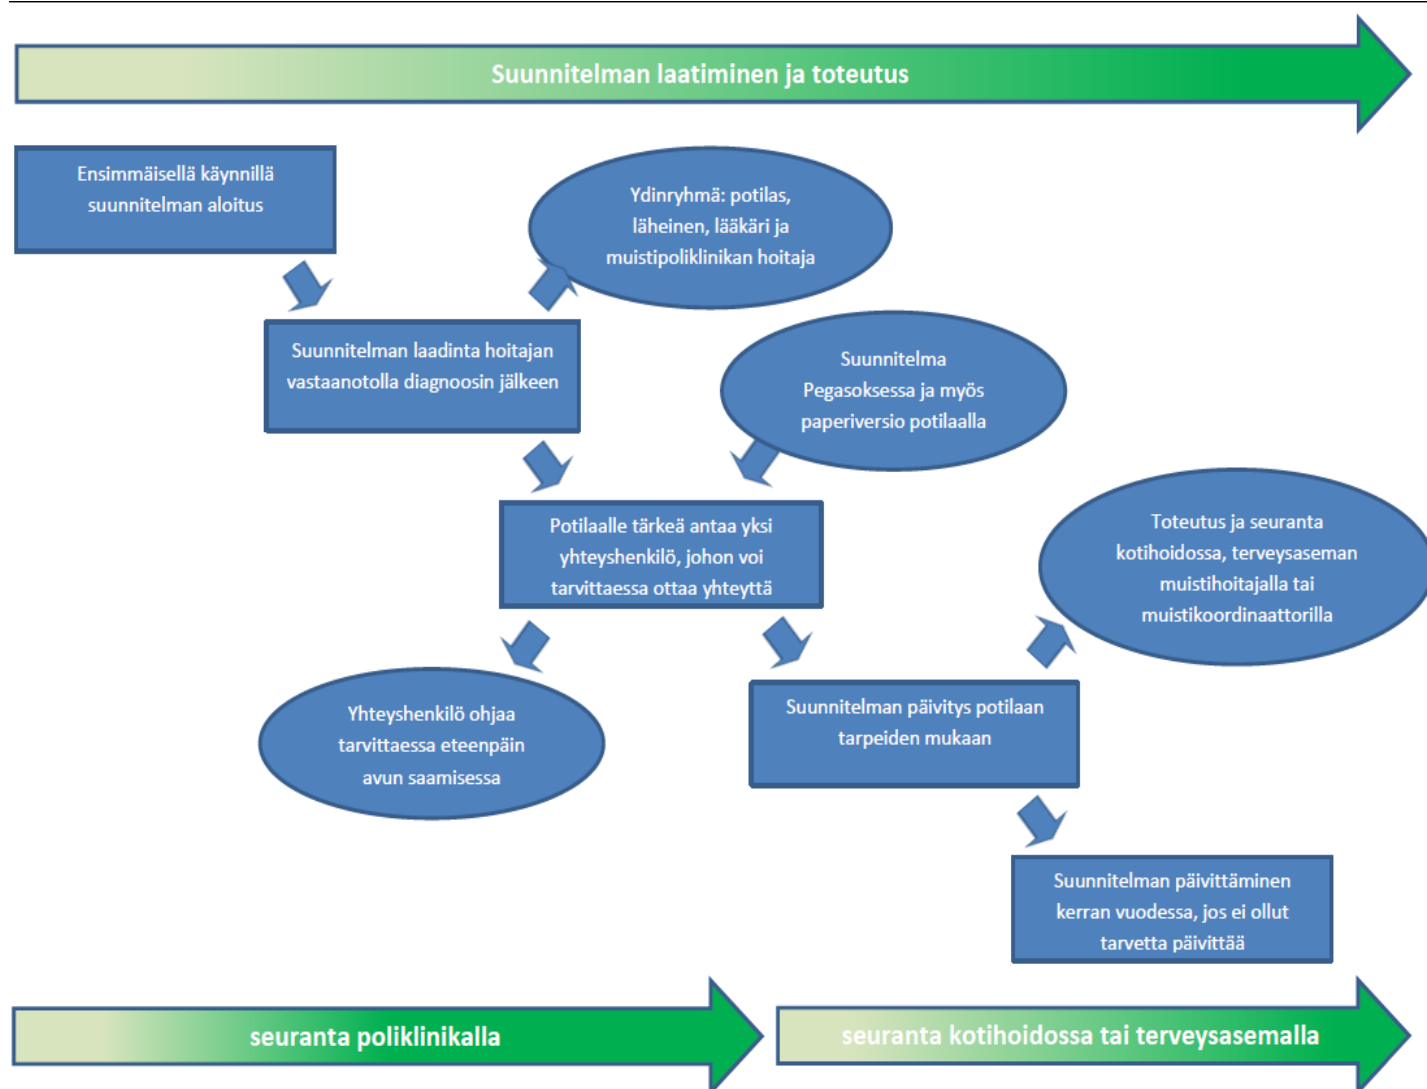 Suunnitelman laatiminen ja toteutus
Ensimmäisellä käynnillä
suunnitelman aloitus
Ydinryhmä: potilas,
läheinen, lääkäri ja
muistipoliklinikan hoitaja
Suunnitelman laadinta hoitajan
vastaanotolla diagnoosin jälkeen
Suunnitelma
Pegasoksessa ja myös
paperiversio potilaalla
Potilaalle tärkeä antaa yksi
yhteyshenkilö, johon voi
tarvittaessa ottaa yhteyttä
Toteutus ja seuranta
kotihoidossa, terveysaseman
muistihoitajalla tai
muistikoordinaattorilla
Yhteyshenkilö ohjaa
tarvittaessa eteenpäin
avun saamisessa
Suunnitelman päivitys potilaan
tarpeiden mukaan
Suunnitelman päivittäminen
kerran vuodessa, jos ei ollut
tarvetta päivittää
seuranta poliklinikalla
seuranta kotihoidossa tai terveysasemalla